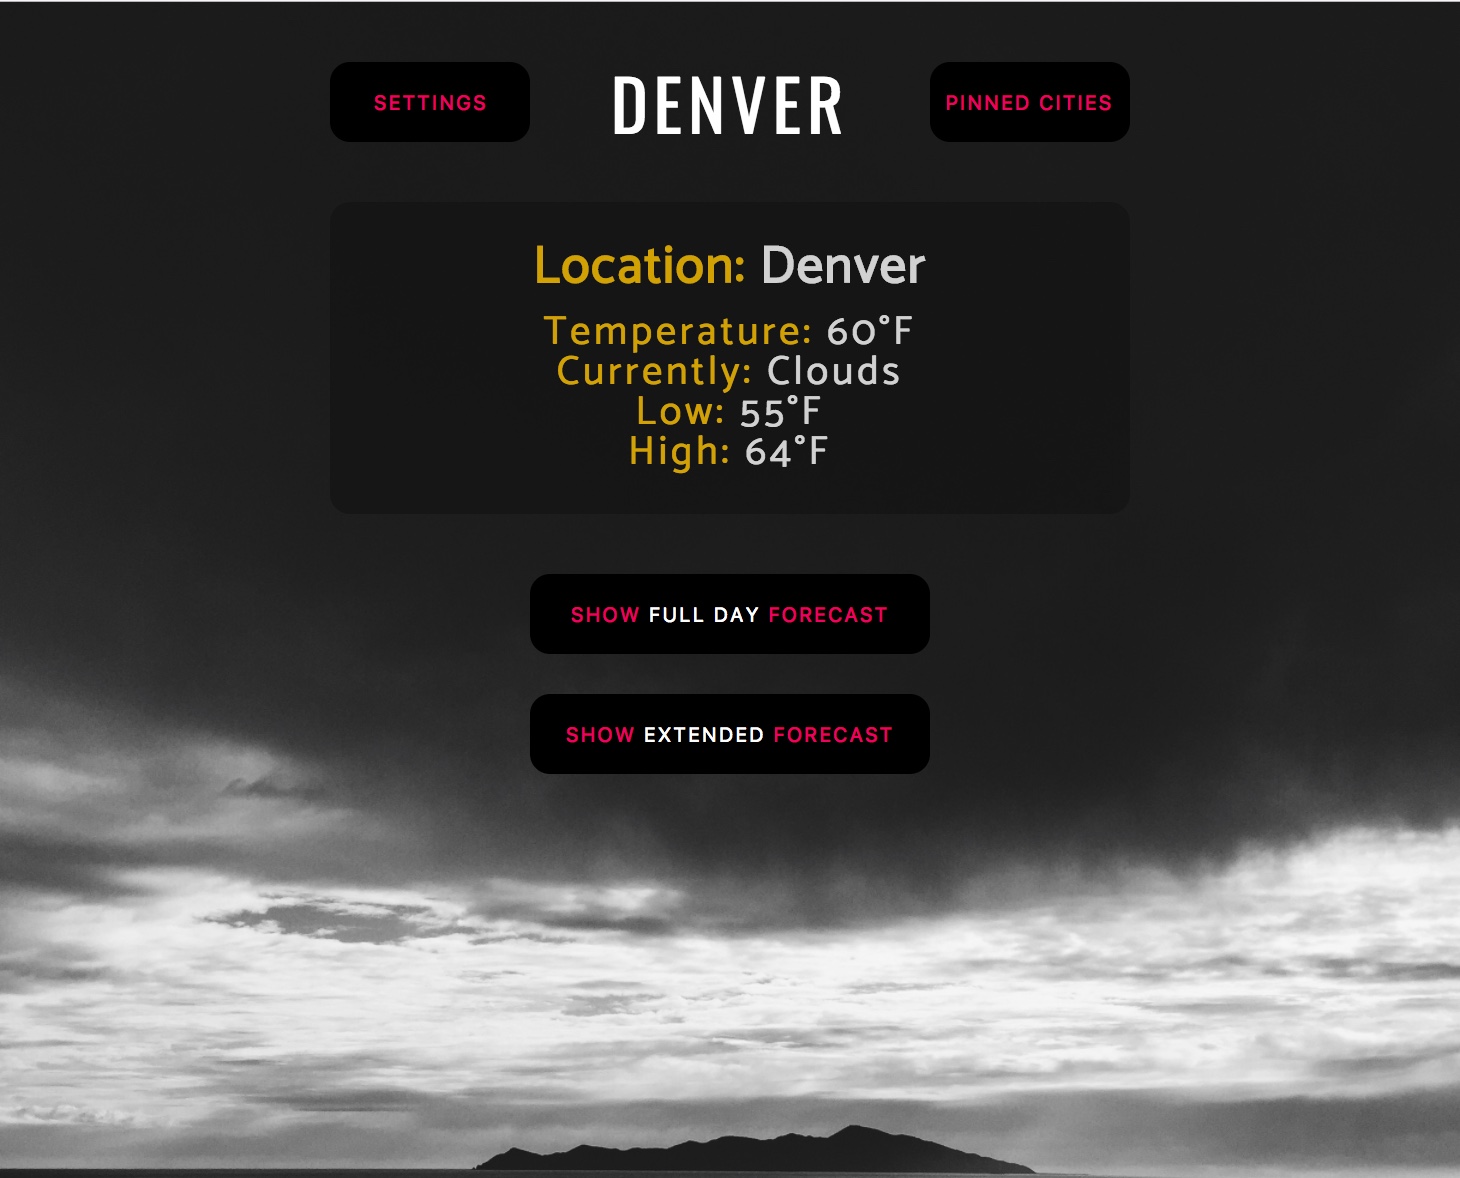 SETTINGS
DENVER
PINNED CITIES
Location: Denver
Temperature: 60°F
Currently: Clouds
Low: 55°F
High: 64°F
SHOW FULL DAY FORECAST
SHOW EXTENDED FORECAST